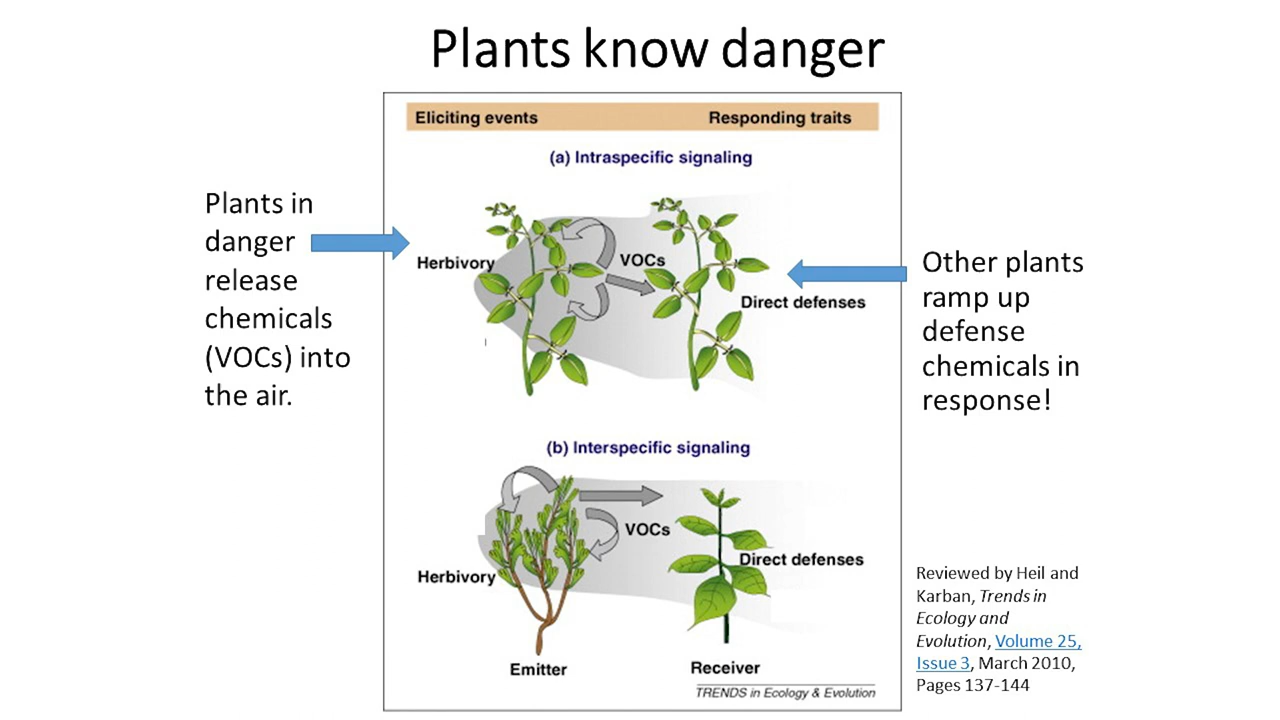 Plants know danger
Plants in
danger
release
chemicals
(VOCs) into
the air.
Eliciting events
Responding traits
(a) Intraspecific signaling
Herbivory
VOCs
Direct defenses
(b) Interspecific signaling
VOCs
Herbivory
Direct defenses
Emitter
Receiver
TRENDS in Ecology & Evolution
Other plants
ramp up
defense
chemicals in
response!
Reviewed by Heil and
Karban, Trends in
Ecology and
Evolution, Volume 25,
Issue 3, March 2010,
Pages 137-144